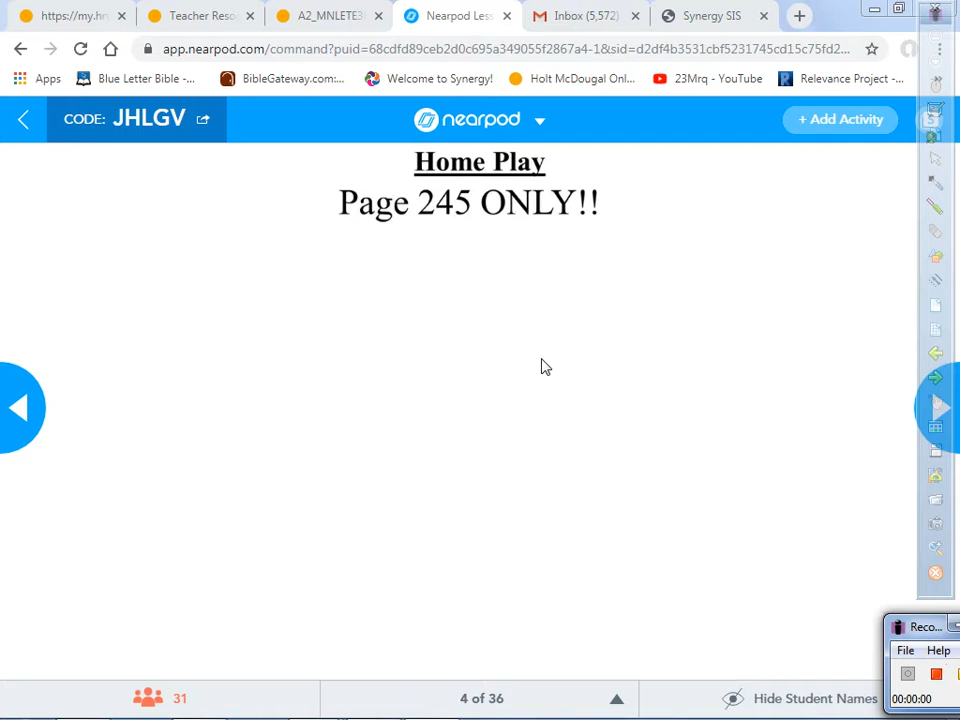 https://my.hr
Teacher Reso
A2_MNLETE3
Nearpod Less
Inbox (5,572)
Synergy SIS
app.nearpod.com/command?puid=68cdfd89ceb2d0c695a349055f2867a4-1&sid=d2df4b3531cbf5231745cd15c75fd2...
Apps
Blue Letter Bible -...
BibleGateway.com:...
Welcome to Synergy!
Holt McDougal Onl...
23Mrq - YouTube
Relevance Project -...
CODE: JHLGV
nearpod
+ Add Activity
Home Play
Page 245 ONLY!!
Reco...
File Help
00:00:00
31
4 of 36
Hide Student Names